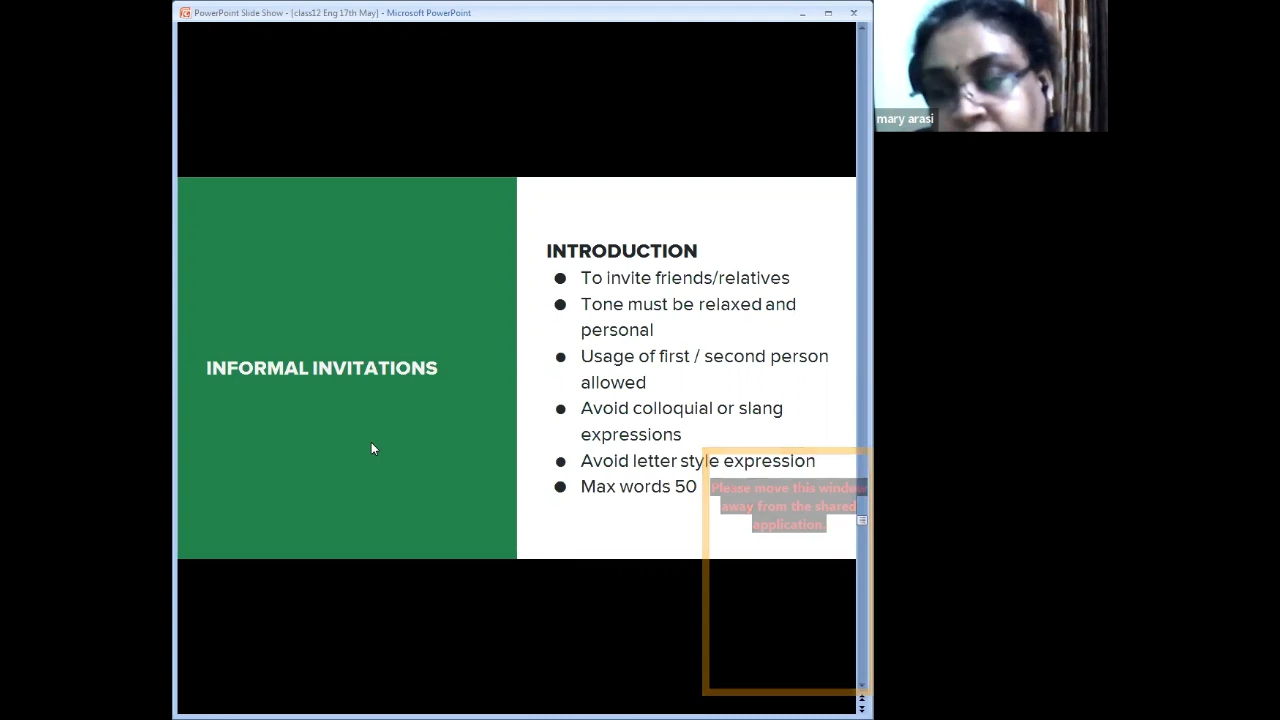 PowerPoint Slide Show - [class12 Eng 17th May] - Microsoft PowerPoint
mary arasi
INFORMAL INVITATIONS
INTRODUCTION
● To invite friends/relatives
● Tone must be relaxed and
personal
● Usage of first / second person
allowed
● Avoid colloquial or slang
expressions
● Avoid letter style expression
● Max words 50
Please move this window
away from the shared
application.